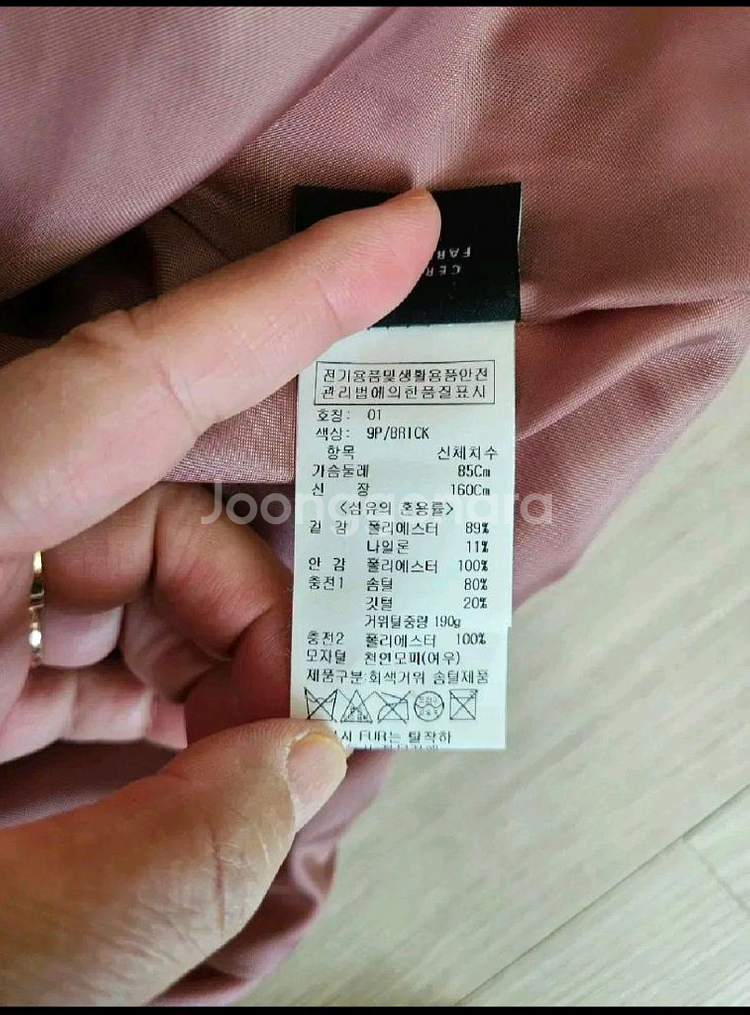 전기용품및생활용품안전
관리법에의한품질표시
호칭: 01
색상: 9P/BRICK
항목 신체치수
가슴둘레 85Cm
신 장 160Cm
<섬유의 혼용률>
겉 감 폴리에스터 89%
나일론 11%
안 감 폴리에스터 100%
충전1 솜털 80%
깃털 20%
거위털중량 190g
충전2 폴리에스터 100%
모자털 천연모피(여우)
제품구분:회색거위 솜털제품
시 FUR는 탈착하
Joonggonara